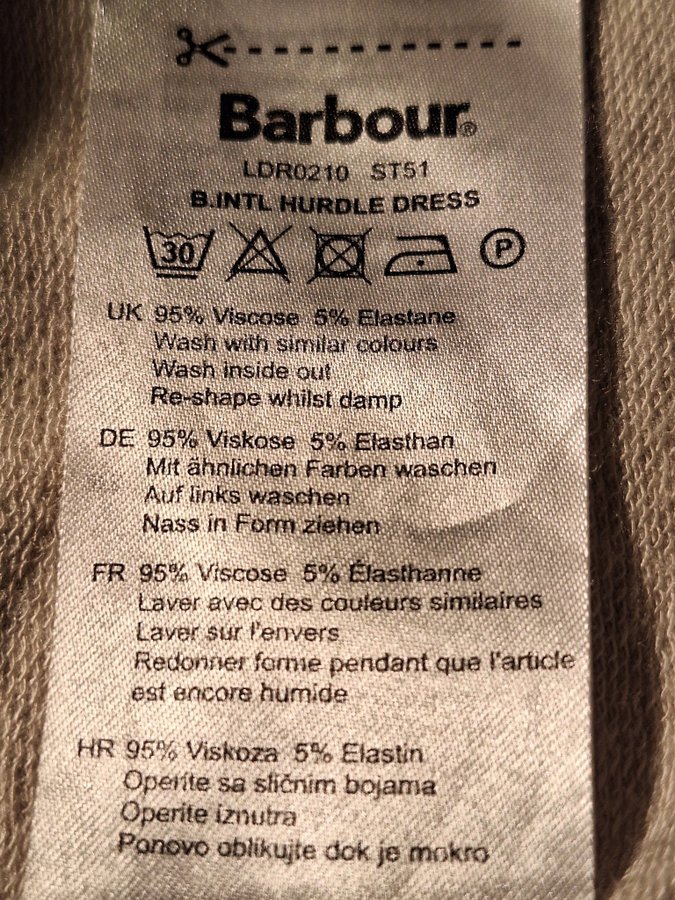 Barbour®
LDR0210 ST51
B.INTL HURDLE DRESS
30 P
UK 95% Viscose 5% Elastane
Wash with similar colours
Wash inside out
Re-shape whilst damp
DE 95% Viskose 5% Elasthan
Mit ähnlichen Farben waschen
Auf links waschen
Nass in Form ziehen
FR 95% Viscose 5% Élasthanne
Laver avec des couleurs similaires
Laver sur l'envers
Redonner forme pendant que l'article
est encore humide
HR 95% Viskoza 5% Elastin
Operite sa sličnim bojama
Operite iznutra
Ponovo oblikujte dok je mokro